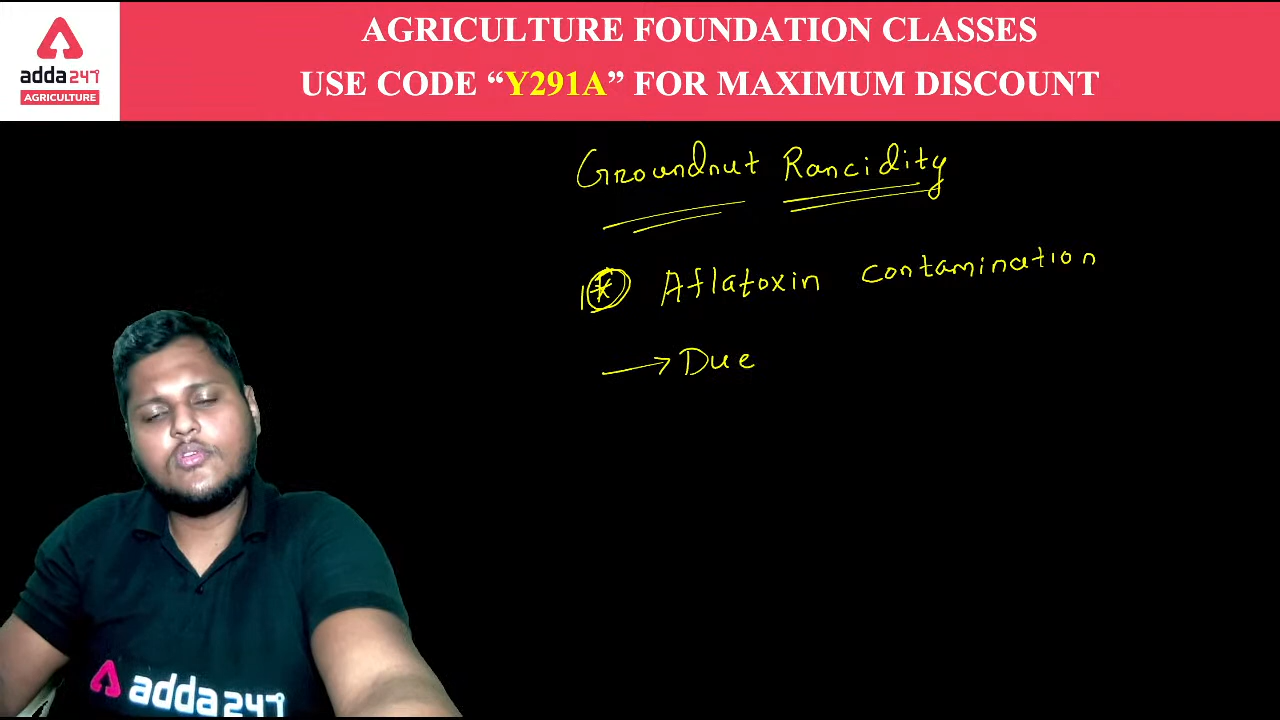 AGRICULTURE FOUNDATION CLASSES
USE CODE “Y291A” FOR MAXIMUM DISCOUNT
adda247
AGRICULTURE
Groundnut Rancidity
* Aflatoxin contamination
→ Due
adda247